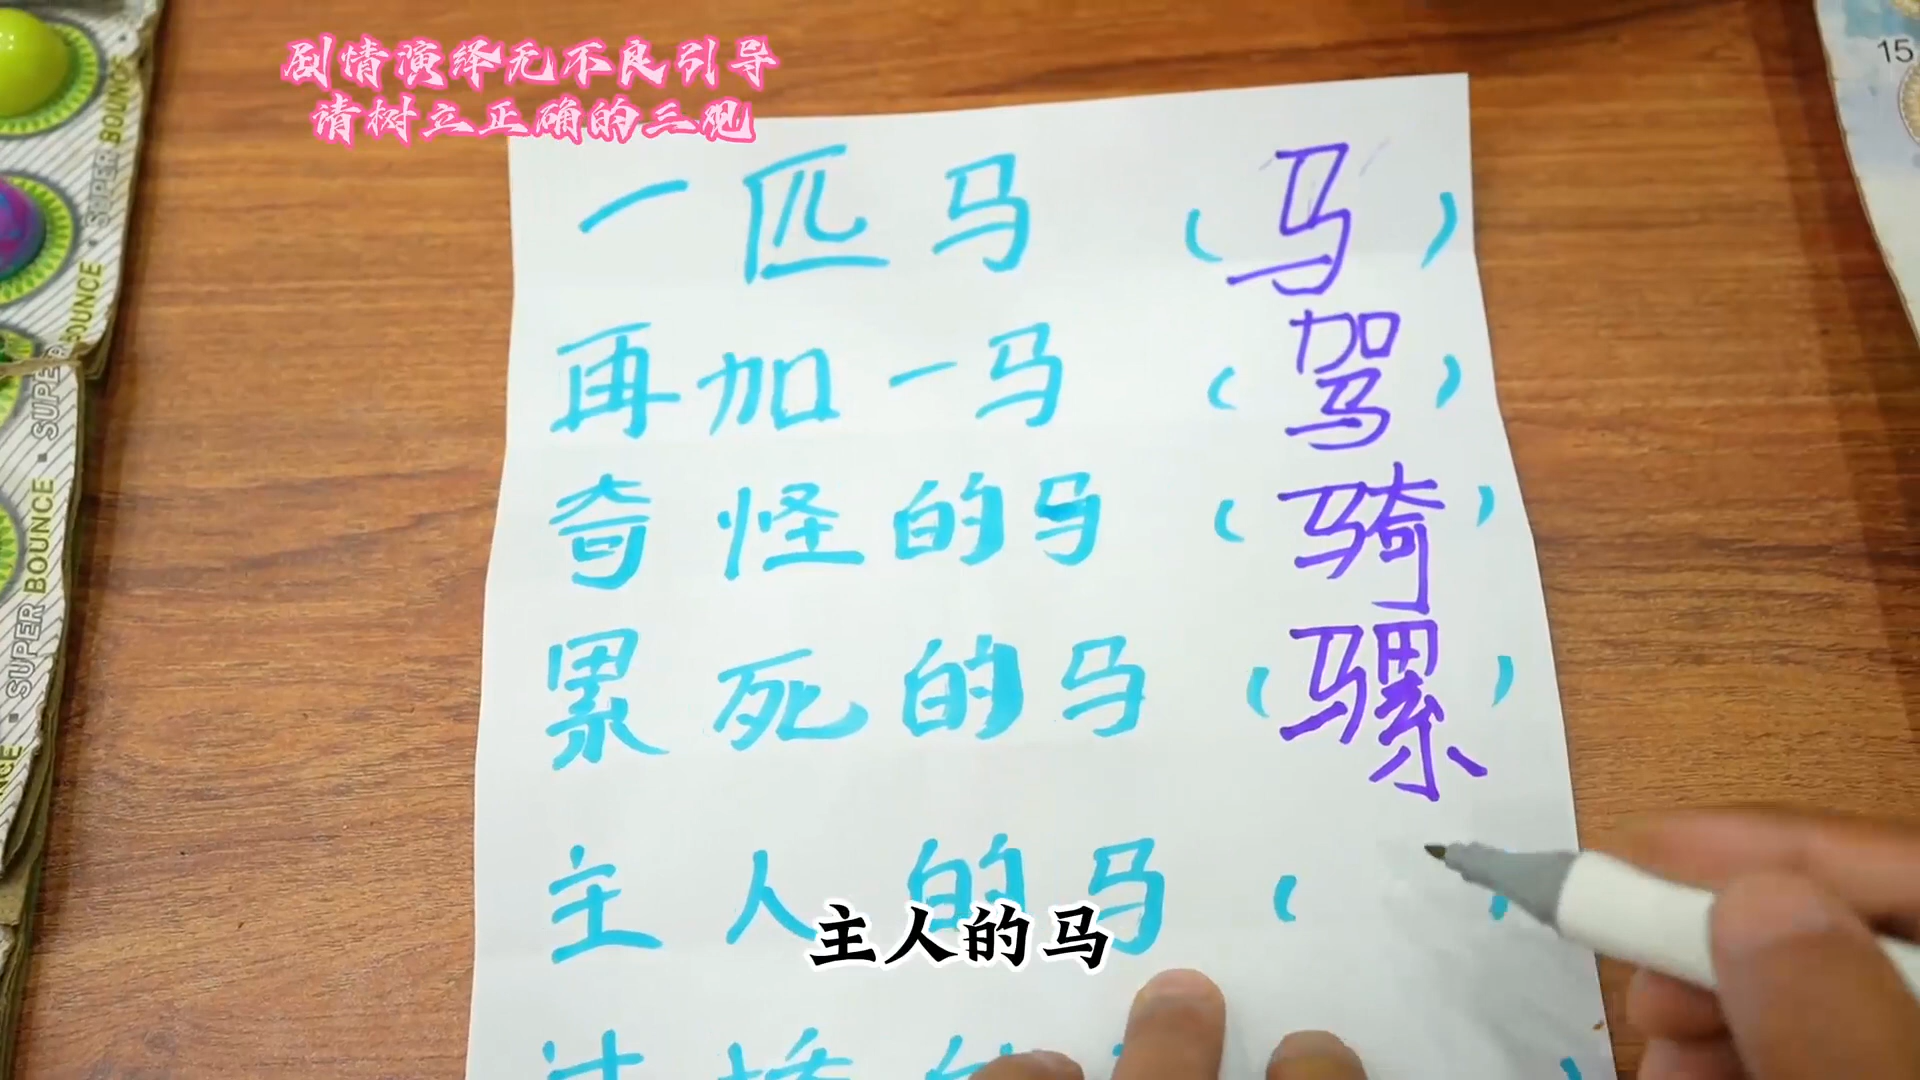 剧情演绎无不良引导
请树立正确的三观
15
一匹马(马)
再加一马(驾)
奇怪的马(骑)
累死的马(骡)
主人的马(
主人的马
SUPER BOUNCE
SUPER BOUNCE
SUPER BOUNCE